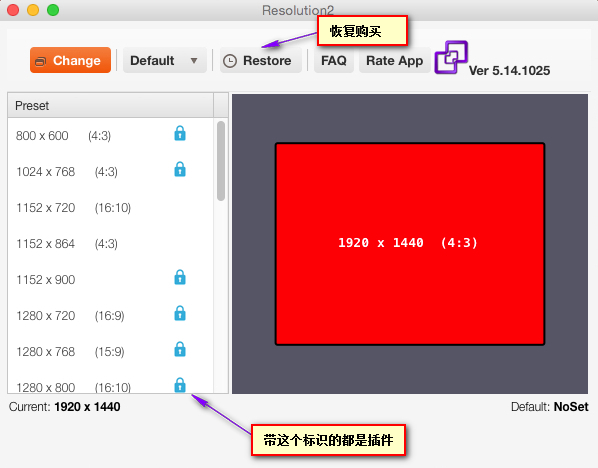 Resolution2
恢复购买
Change
Default
Restore
FAQ
Rate App
Ver 5.14.1025
Preset
800 x 600 (4:3)
1024 x 768 (4:3)
1152 x 720 (16:10)
1152 x 864 (4:3)
1152 x 900
1280 x 720 (16:9)
1280 x 768 (15:9)
1280 x 800 (16:10)
1920 x 1440 (4:3)
Current: 1920 x 1440
Default: NoSet
带这个标识的都是插件